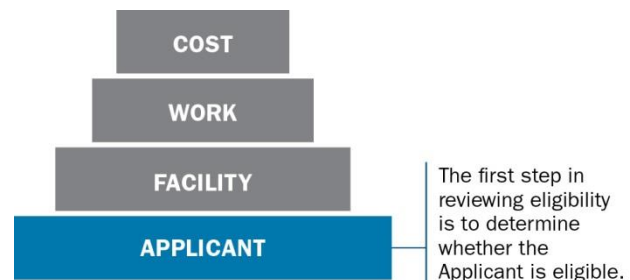 COST
WORK
FACILITY
APPLICANT
The first step in
reviewing eligibility
is to determine
whether the
Applicant is eligible.